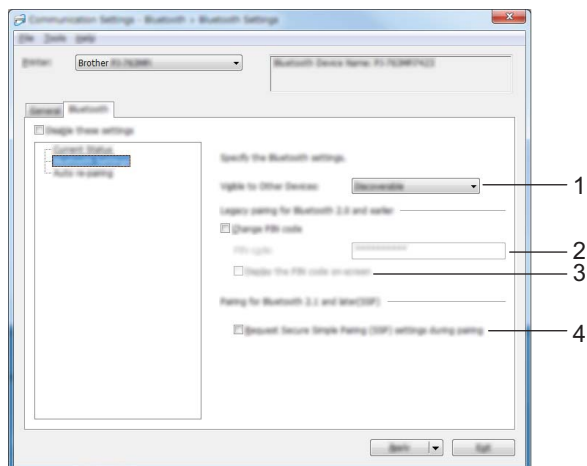 Communication Settings - Bluetooth > Bluetooth Settings
File Tools Help
Printer:
Brother
General Bluetooth
Disable these settings
Current Status
Bluetooth Settings
Auto re-pairing
Specify the Bluetooth settings.
Visible to Other Devices: Discoverable
1
Legacy pairing for Bluetooth 2.0 and earlier
Change PIN code
PIN code:
2
Display the PIN code on-screen
3
Pairing for Bluetooth 2.1 and later(SSP)
Request Secure Simple Pairing (SSP) settings during pairing
4
Apply Exit